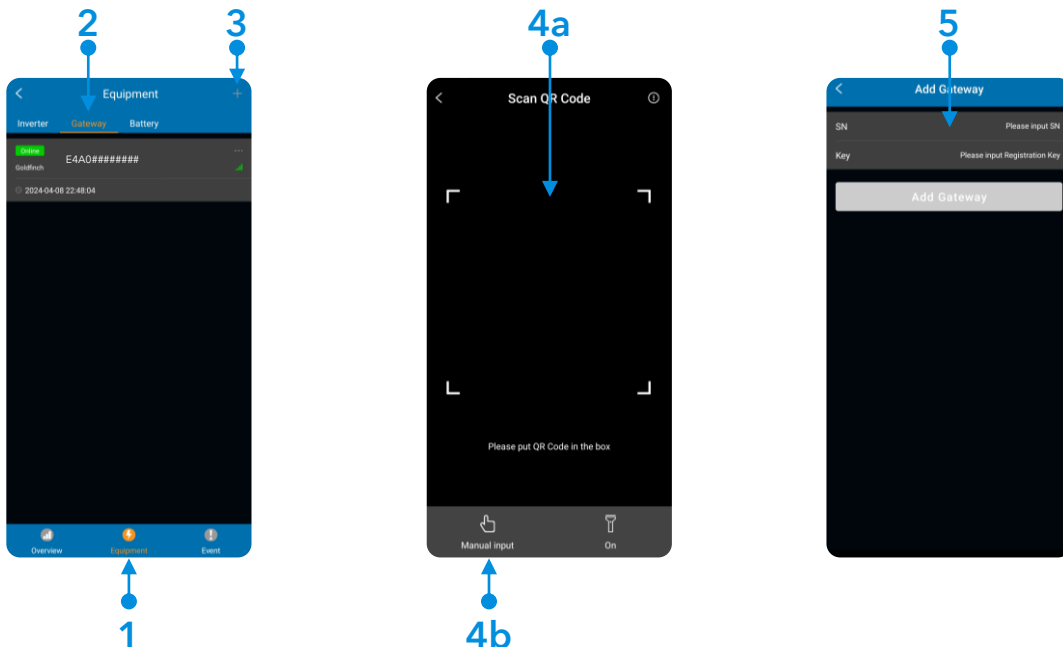 2
3
4a
5
Equipment
+
Inverter Gateway Battery
Online
Goldfinch
E4A0########
...
2024-04-08 22:48:04
Overview
Equipment
Event
1
Scan QR Code
Please put QR Code in the box
Manual input
On
4b
Add Gateway
SN Please input SN
Key Please input Registration Key
Add Gateway